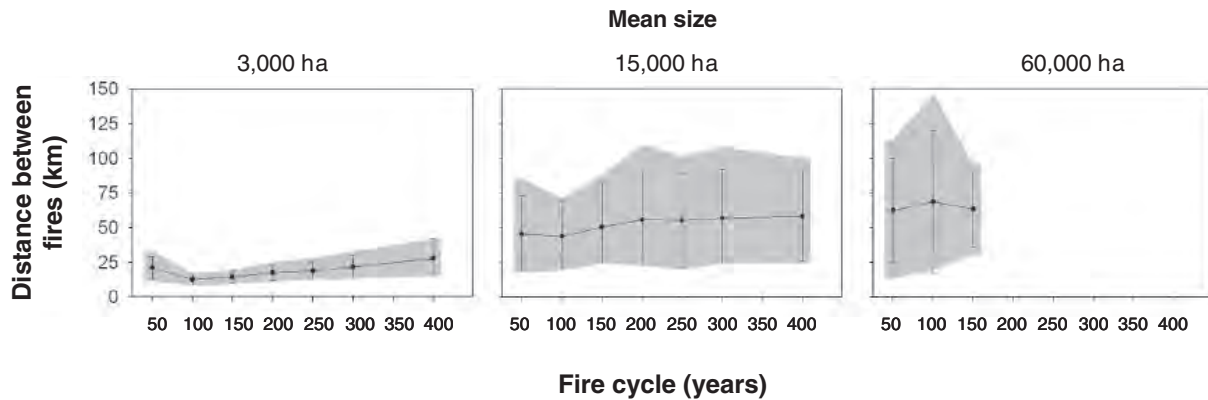 Mean size
3,000 ha
15,000 ha
60,000 ha
Distance between
fires (km)
150
125
100
75
50
25
0
50 100 150 200 250 300 350 400
50 100 150 200 250 300 350 400
50 100 150 200 250 300 350 400
Fire cycle (years)